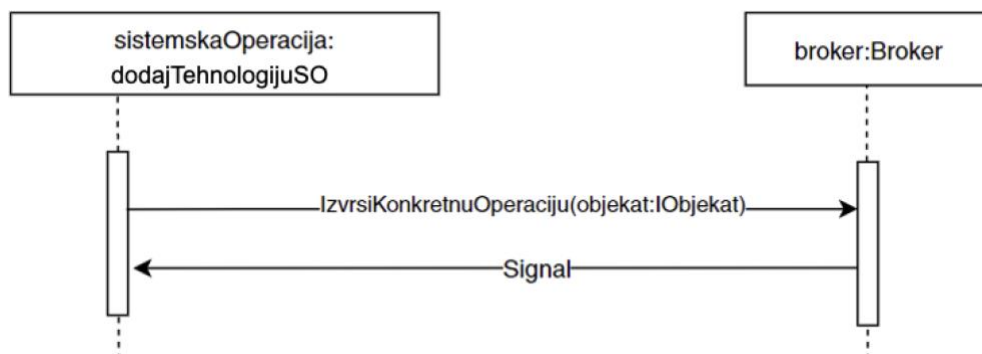 sistemskaOperacija:
dodajTehnologijuSO
broker:Broker
IzvrsiKonkretnuOperaciju(objekat:IObjekat)
Signal